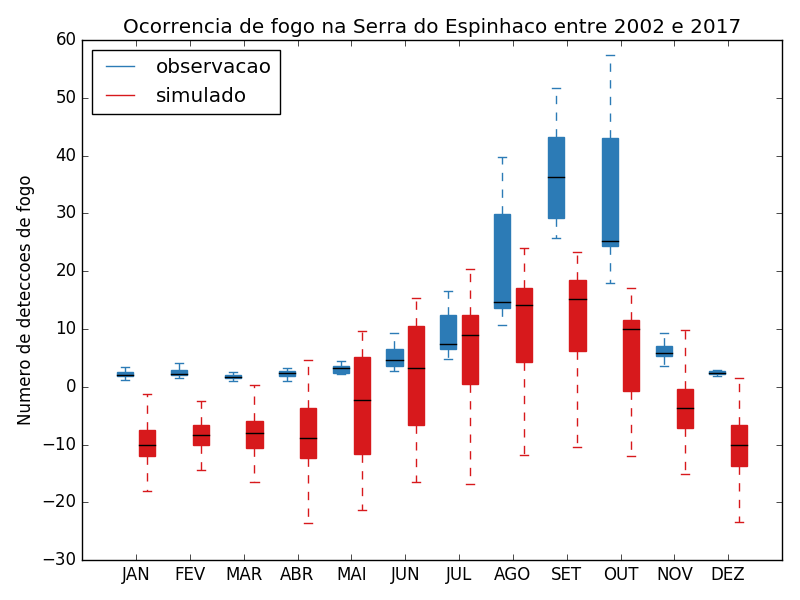 Ocorrencia de fogo na Serra do Espinhaco entre 2002 e 2017
observacao
simulado
Numero de deteccoes de fogo
60
50
40
30
20
10
0
−10
−20
−30
JAN FEV MAR ABR MAI JUN JUL AGO SET OUT NOV DEZ